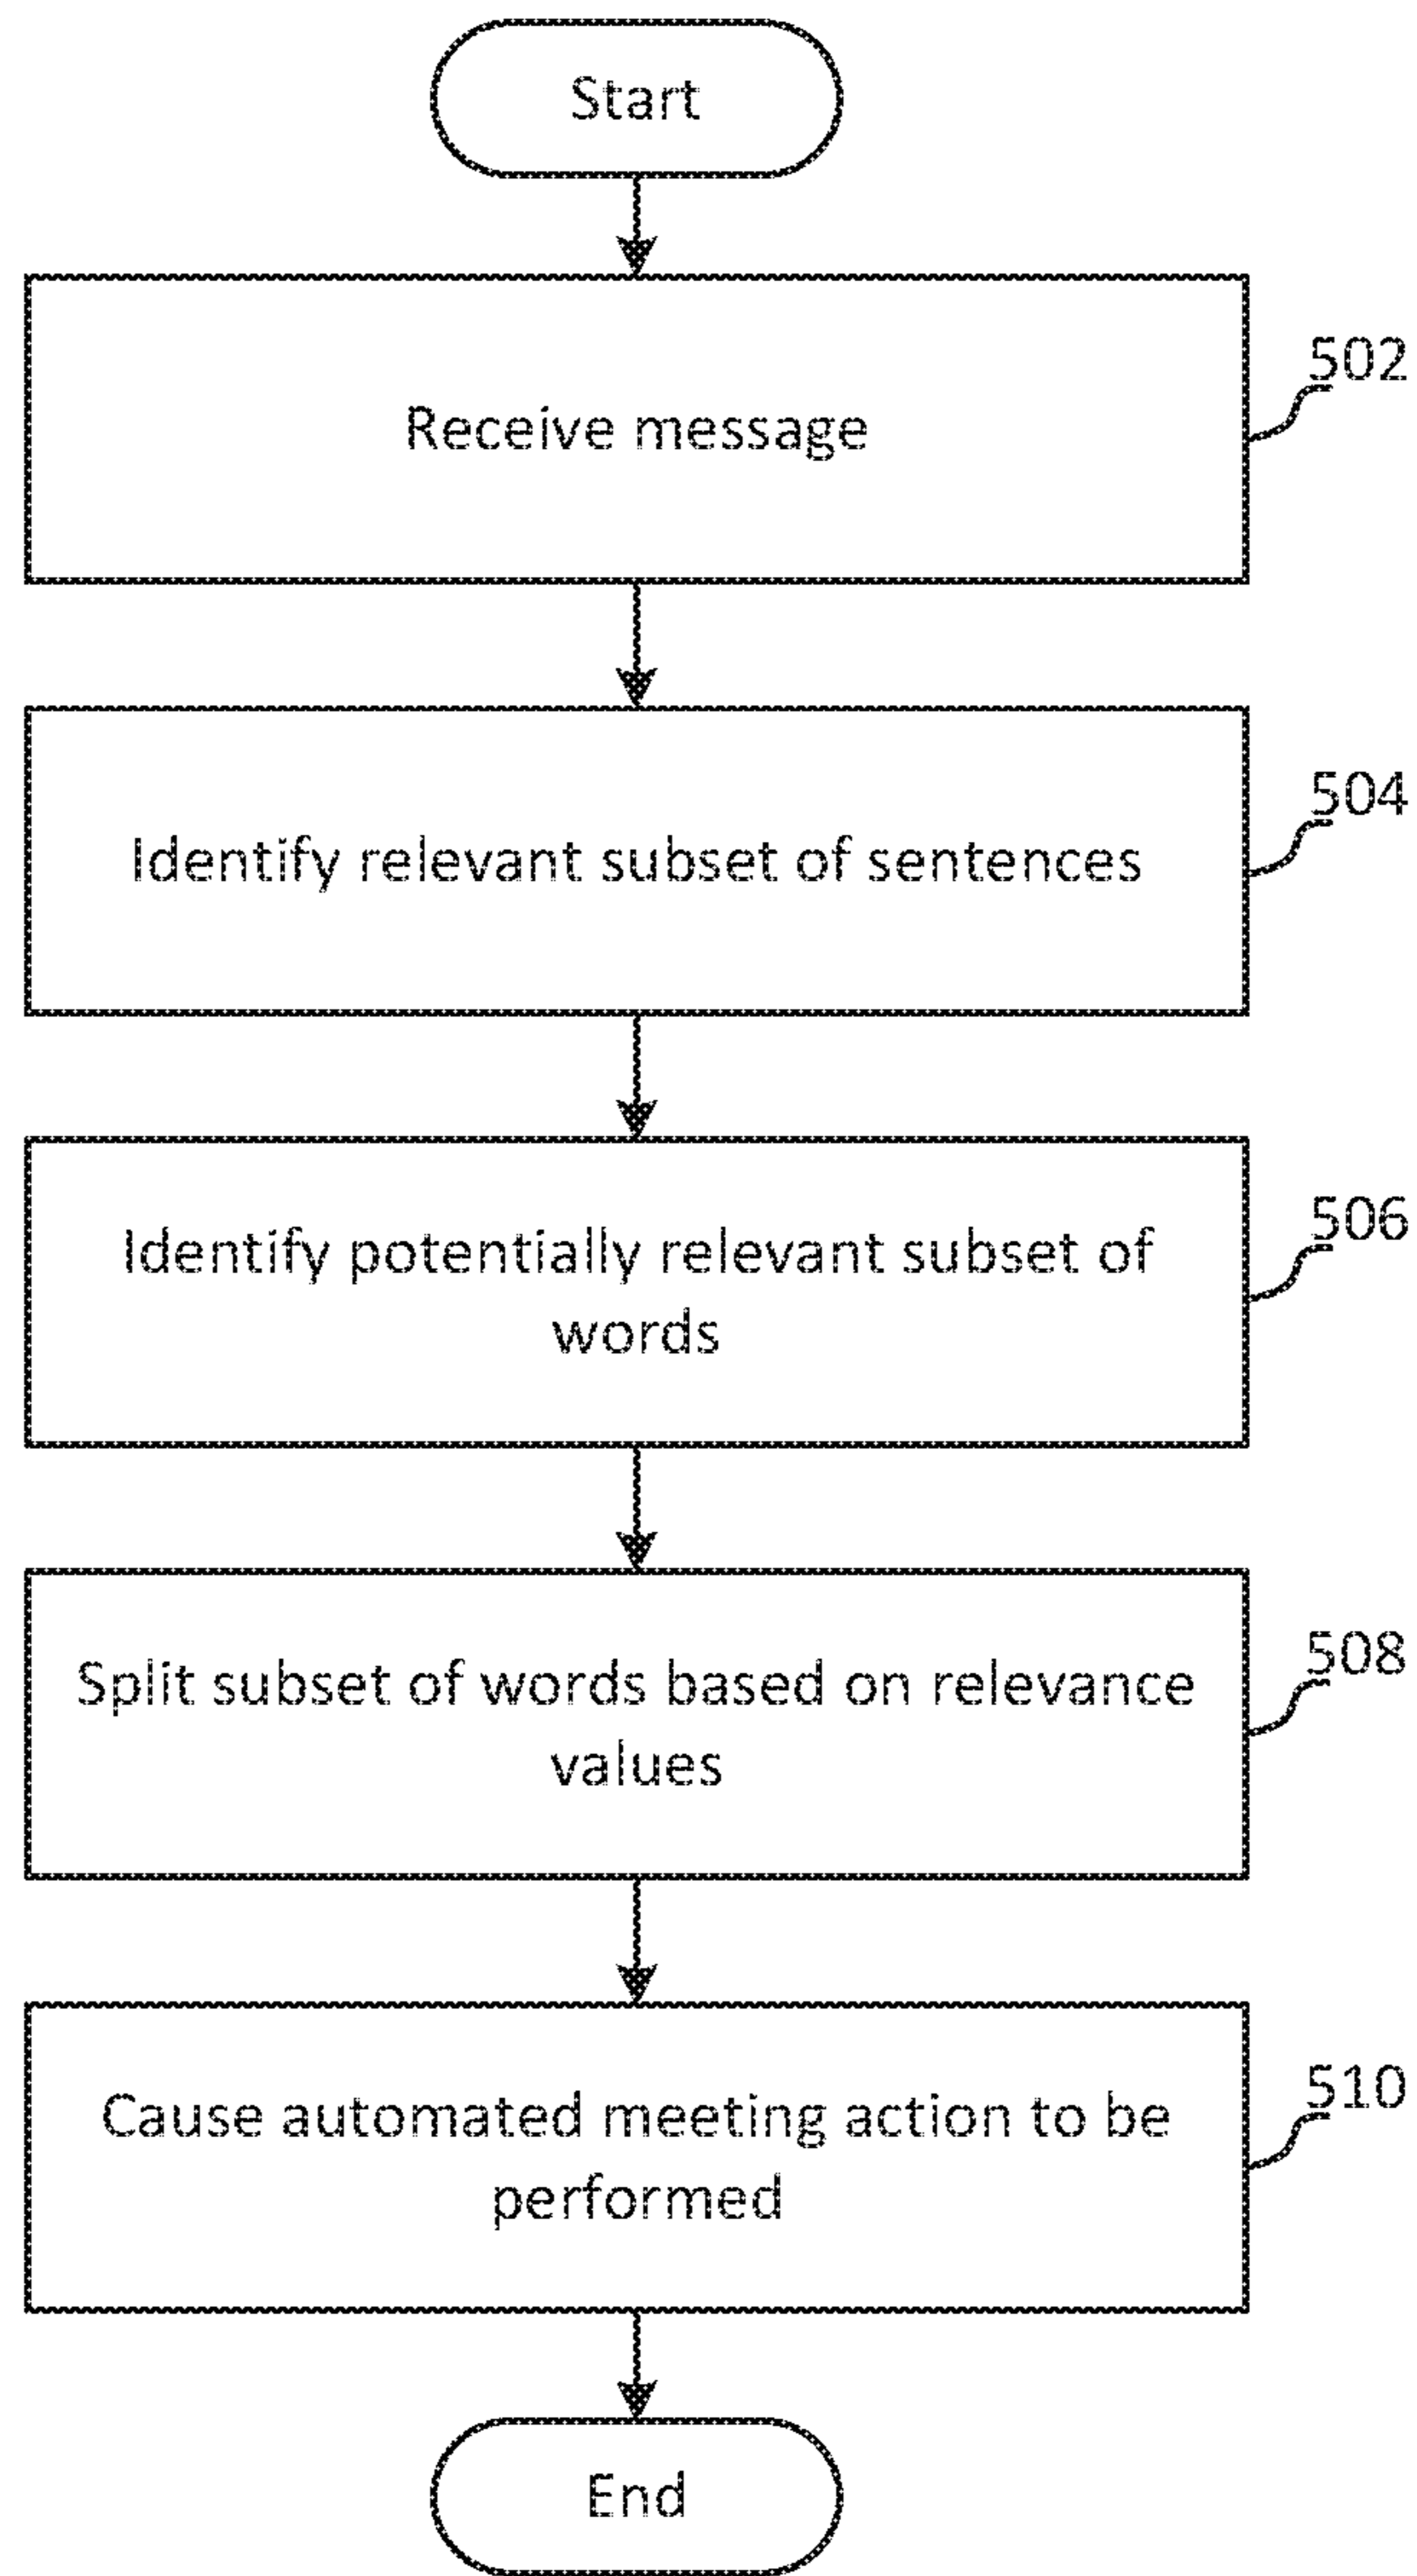 Start
502
Receive message
504
Identify relevant subset of sentences
506
Identify potentially relevant subset of
words
508
Split subset of words based on relevance
values
510
Cause automated meeting action to be
performed
End